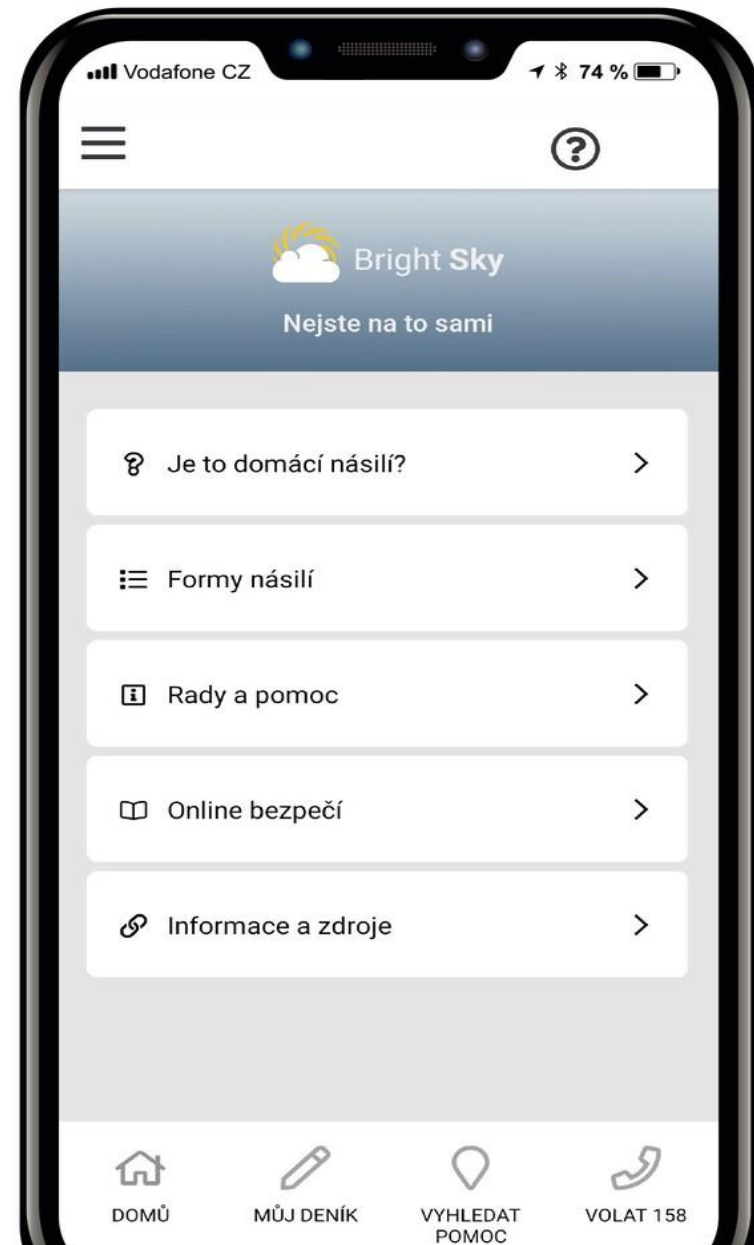 Vodafone CZ
74 %
Bright Sky
Nejste na to sami
Je to domácí násilí?
Formy násilí
Rady a pomoc
Online bezpečí
Informace a zdroje
DOMŮ
MŮJ DENÍK
VYHLEDAT
POMOC
VOLAT 158